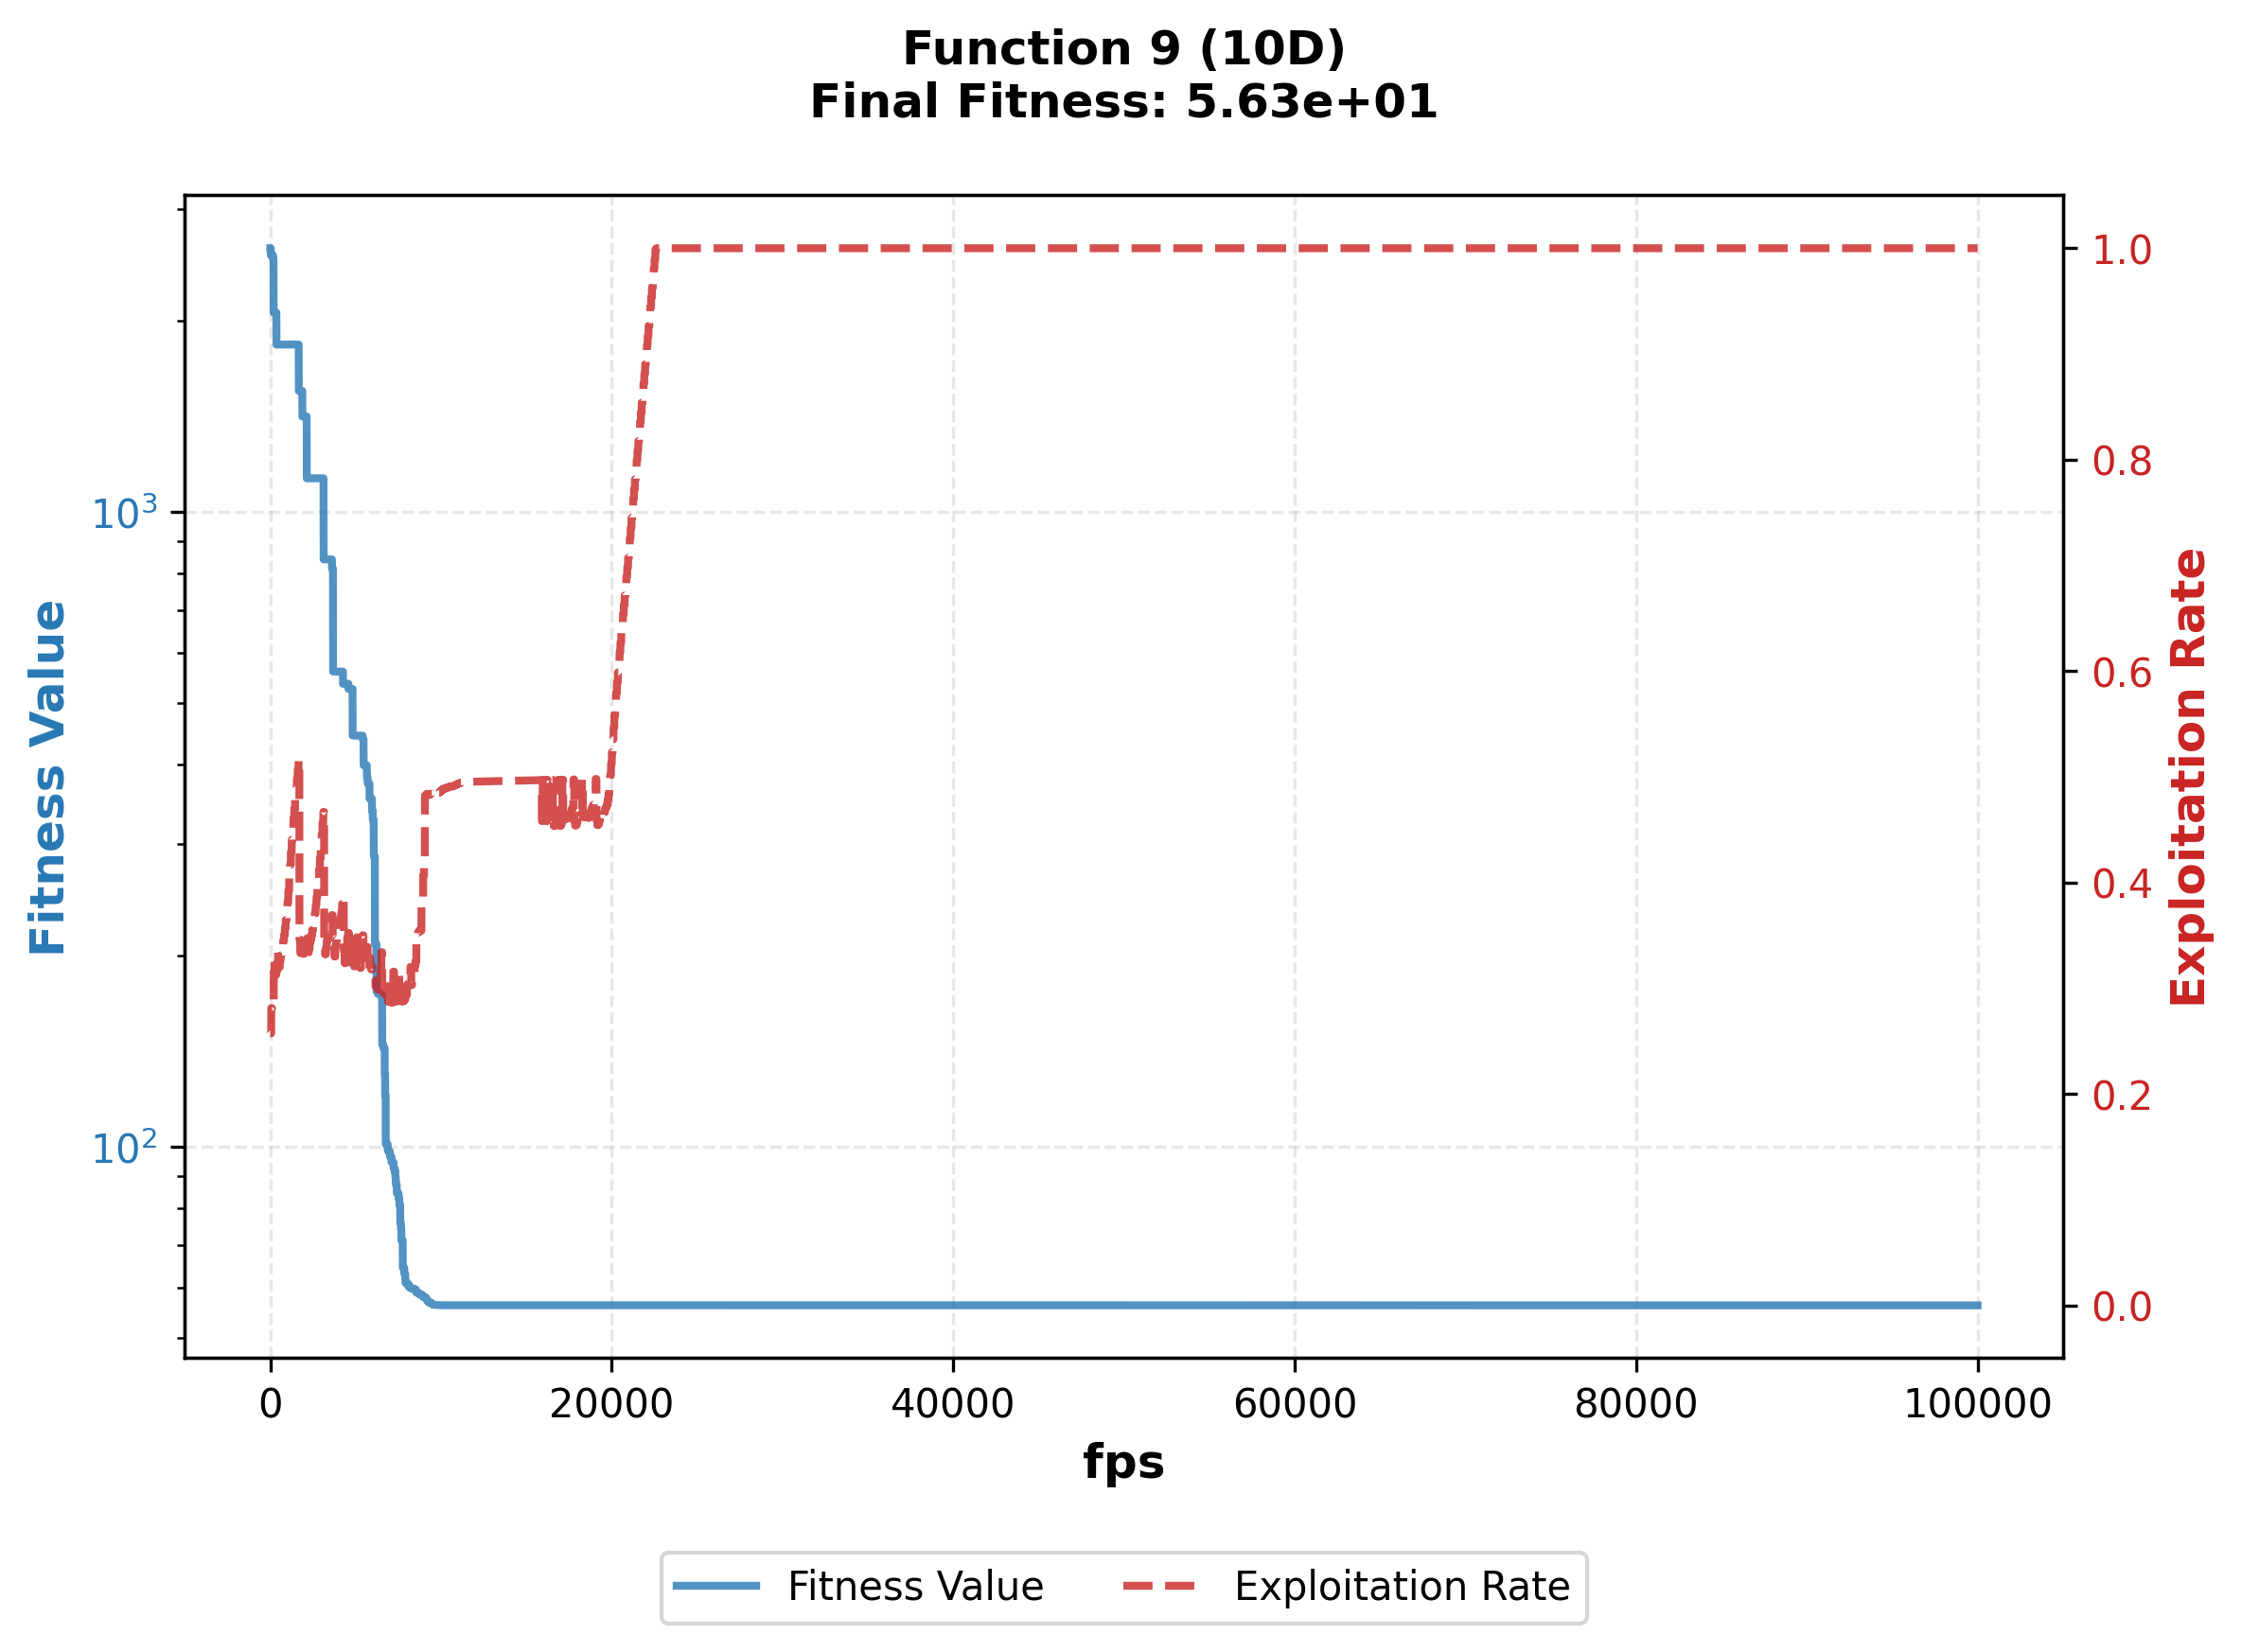 Function 9 (10D)
Final Fitness: 5.63e+01
Fitness Value
10³
10²
Exploitation Rate
1.0
0.8
0.6
0.4
0.2
0.0
0 20000 40000 60000 80000 100000
fps
Fitness Value Exploitation Rate